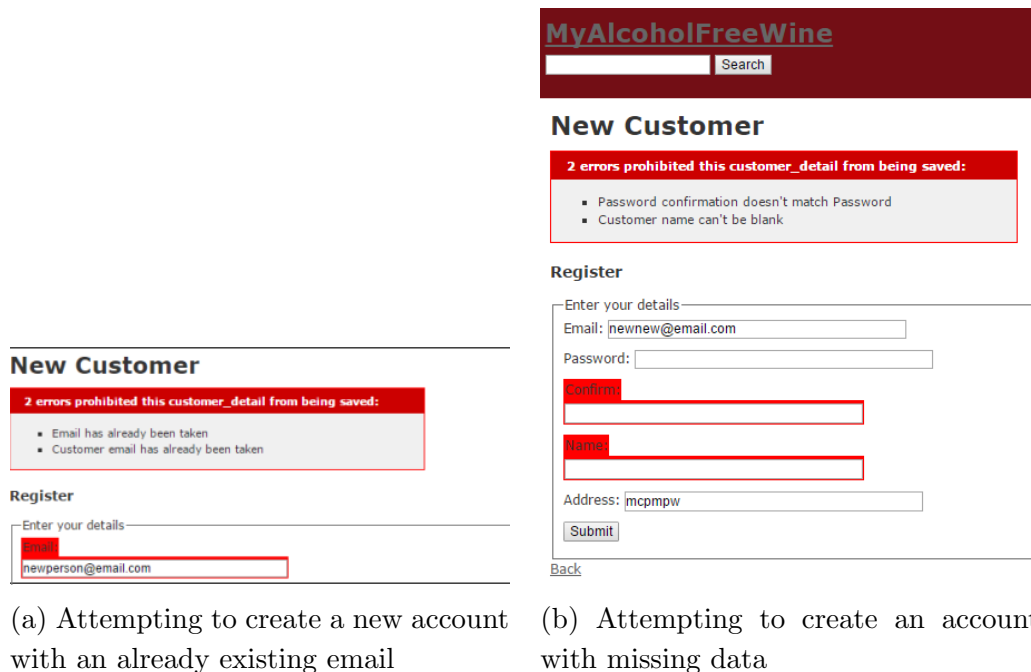 New Customer
2 errors prohibited this customer_detail from being saved:
Email has already been taken
Customer email has already been taken
Register
Enter your details
Email:
newperson@email.com
(a) Attempting to create a new account
with an already existing email
MyAlcoholFreeWine
Search
New Customer
2 errors prohibited this customer_detail from being saved:
Password confirmation doesn't match Password
Customer name can't be blank
Register
Enter your details
Email: newnew@email.com
Password:
Confirm:
Name:
Address: mcpmpw
Submit
Back
(b) Attempting to create an account
with missing data